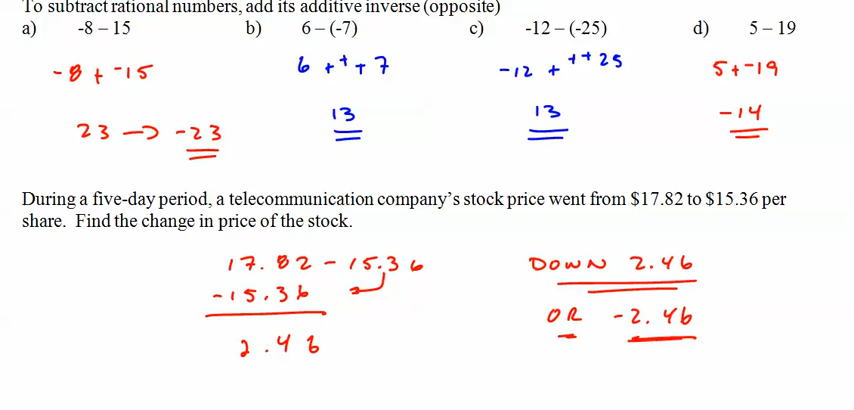 To subtract rational numbers, add its additive inverse (opposite)
a) -8 – 15 b) 6 – (-7) c) -12 – (-25) d) 5 – 19
-8 + -15 6 + + + 7 -12 + ++25 5 + -19
23 → -23 13 13 -14
During a five-day period, a telecommunication company's stock price went from $17.82 to $15.36 per
share. Find the change in price of the stock.
17.82 - 15.36 DOWN 2.46
-15.36 OR -2.46
2.46